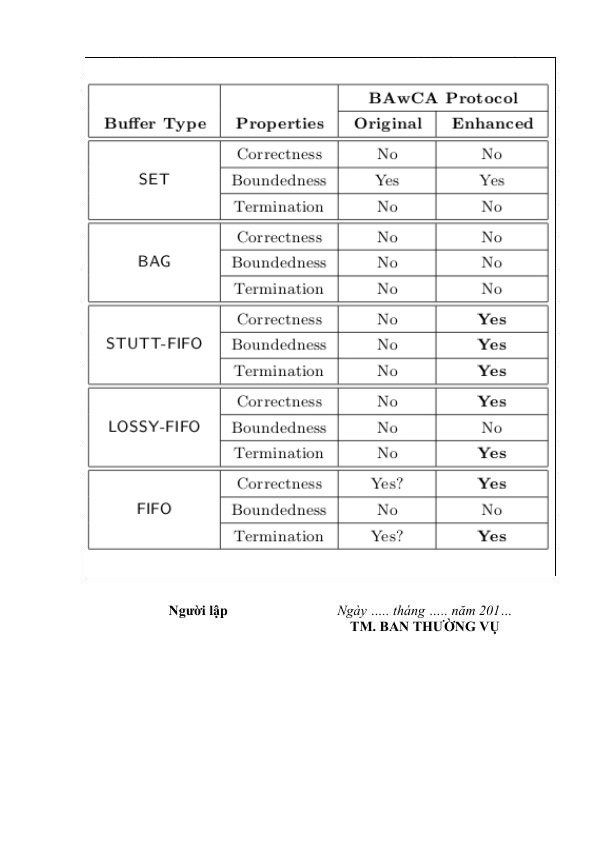 BAwCA Protocol
Buffer Type Properties Original Enhanced
Correctness No No
SET Boundedness Yes Yes
Termination No No
Correctness No No
BAG Boundedness No No
Termination No No
Correctness No Yes
STUTT-FIFO Boundedness No Yes
Termination No Yes
Correctness No Yes
LOSSY-FIFO Boundedness No No
Termination No Yes
Correctness Yes? Yes
FIFO Boundedness No No
Termination Yes? Yes
Người lập Ngày ..... tháng ..... năm 201…
TM. BAN THƯỜNG VỤ